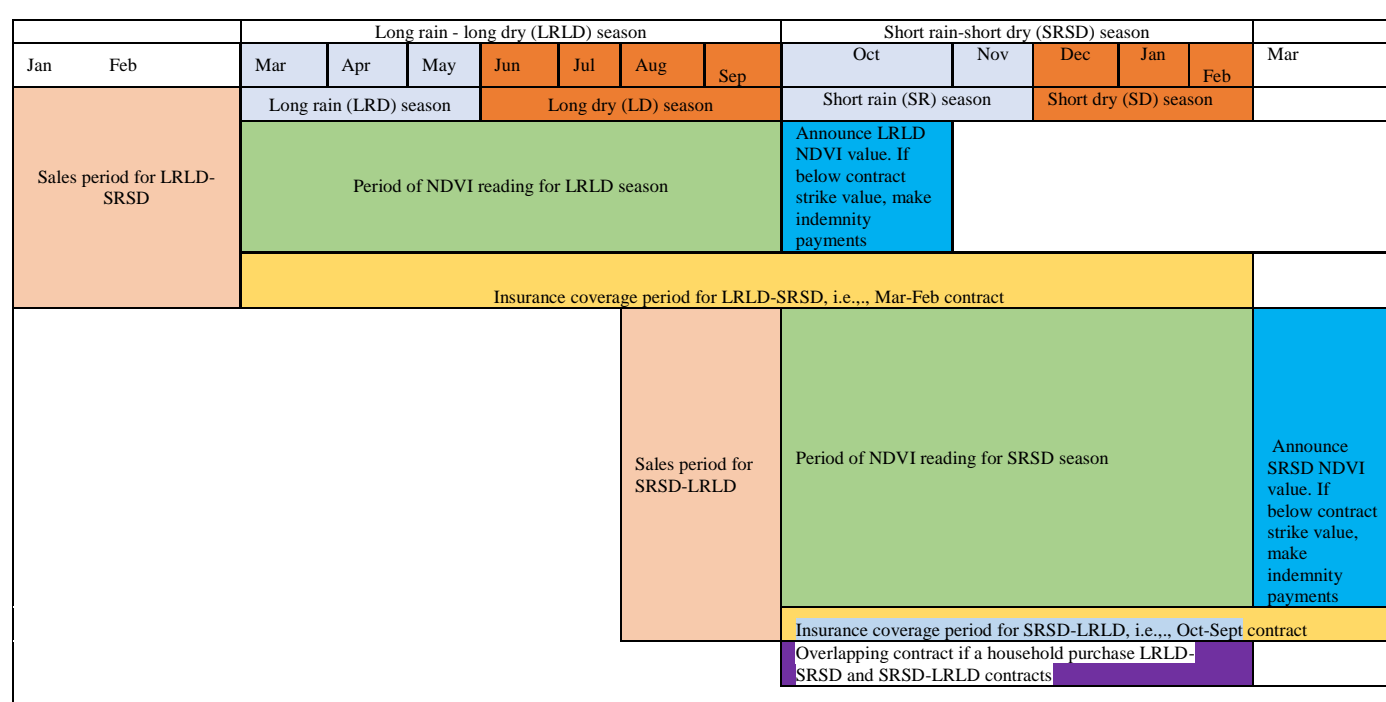 Long rain - long dry (LRLD) season
Short rain-short dry (SRSD) season
Jan Feb Mar Apr May Jun Jul Aug Sep Oct Nov Dec Jan Feb Mar
Long rain (LRD) season
Long dry (LD) season
Short rain (SR) season
Short dry (SD) season
Sales period for LRLD-
SRSD
Period of NDVI reading for LRLD season
Announce LRLD
NDVI value. If
below contract
strike value, make
indemnity
payments
Insurance coverage period for LRLD-SRSD, i.e.,., Mar-Feb contract
Sales period for
SRSD-LRLD
Period of NDVI reading for SRSD season
Announce
SRSD NDVI
value. If
below contract
strike value,
make
indemnity
payments
Insurance coverage period for SRSD-LRLD, i.e.,., Oct-Sept contract
Overlapping contract if a household purchase LRLD-
SRSD and SRSD-LRLD contracts